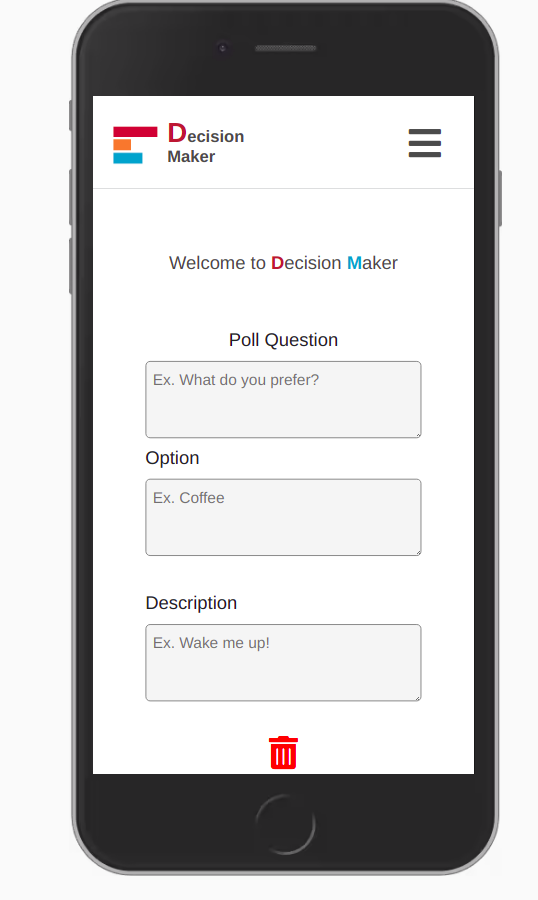 Decision
Maker
Welcome to Decision Maker
Poll Question
Ex. What do you prefer?
Option
Ex. Coffee
Description
Ex. Wake me up!